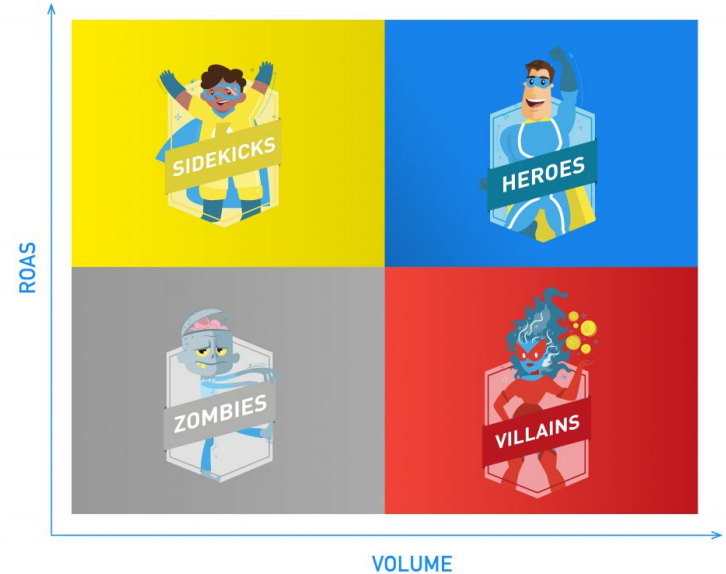 SIDEKICKS
HEROES
ROAS
ZOMBIES
VILLAINS
VOLUME